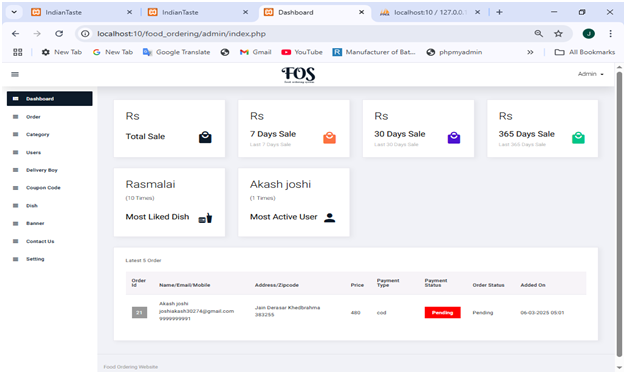 IndianTaste
IndianTaste
Dashboard
localhost:10 / 127.0.0.
localhost:10/food_ordering/admin/index.php
J
New Tab
New Tab
Google Translate
Gmail
YouTube
Manufacturer of Bat...
phpmyadmin
All Bookmarks
FOS
Admin
Dashboard
Order
Category
Users
Delivery Boy
Coupon Code
Dish
Banner
Contact Us
Setting
Rs
Total Sale
Rs
7 Days Sale
Last 7 Days Sale
Rs
30 Days Sale
Last 30 Days Sale
Rs
365 Days Sale
Last 365 Days Sale
Rasmalai
(10 Times)
Most Liked Dish
Akash joshi
(1 Times)
Most Active User
Latest 5 Order
Order Id
Name/Email/Mobile
Address/Zipcode
Price
Payment Type
Payment Status
Order Status
Added On
31
Akash joshi
joshiakash30274@gmail.com
9999999991
Jain Derasar Khedbrahma
383255
480
cod
Pending
Pending
06-03-2025 05:01
Food Ordering Website